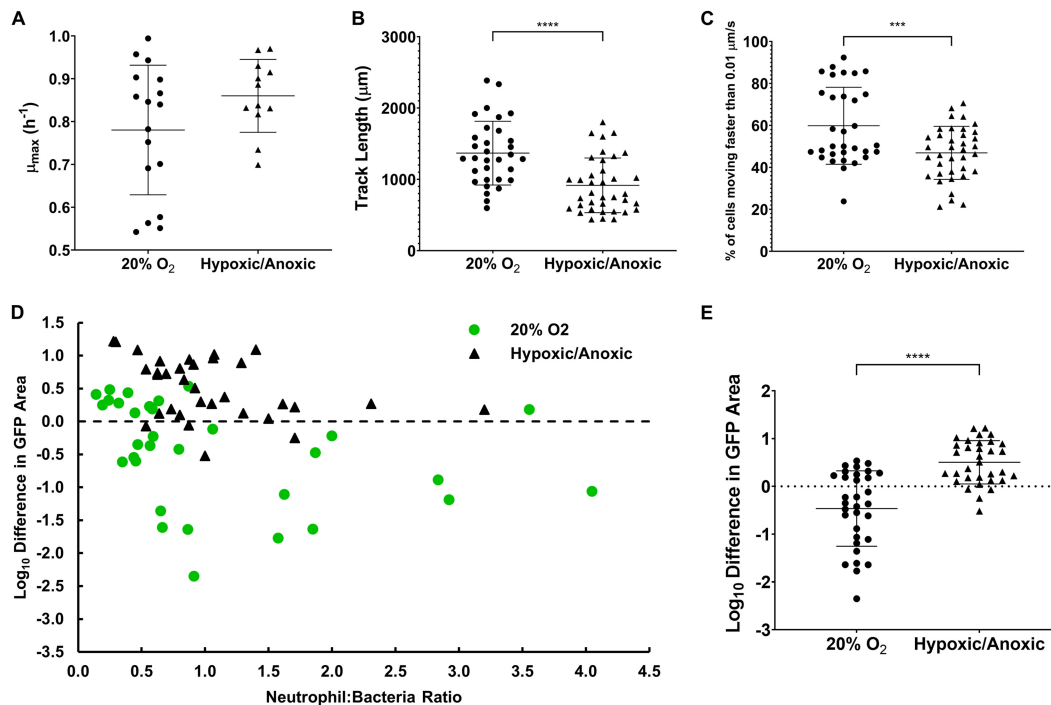 A
μmax (h-1)
1.0
0.9
0.8
0.7
0.6
0.5
20% O2
Hypoxic/Anoxic
B
****
Track Length (μm)
3000
2000
1000
0
20% O2
Hypoxic/Anoxic
C
***
% of cells moving faster than 0.01 μm/s
100
80
60
40
20
0
20% O2
Hypoxic/Anoxic
D
Log10 Difference in GFP Area
1.5
1.0
0.5
0.0
-0.5
-1.0
-1.5
-2.0
-2.5
-3.0
-3.5
20% O2
Hypoxic/Anoxic
0.0 0.5 1.0 1.5 2.0 2.5 3.0 3.5 4.0 4.5
Neutrophil:Bacteria Ratio
E
****
Log10 Difference in GFP Area
2
1
0
-1
-2
-3
20% O2
Hypoxic/Anoxic